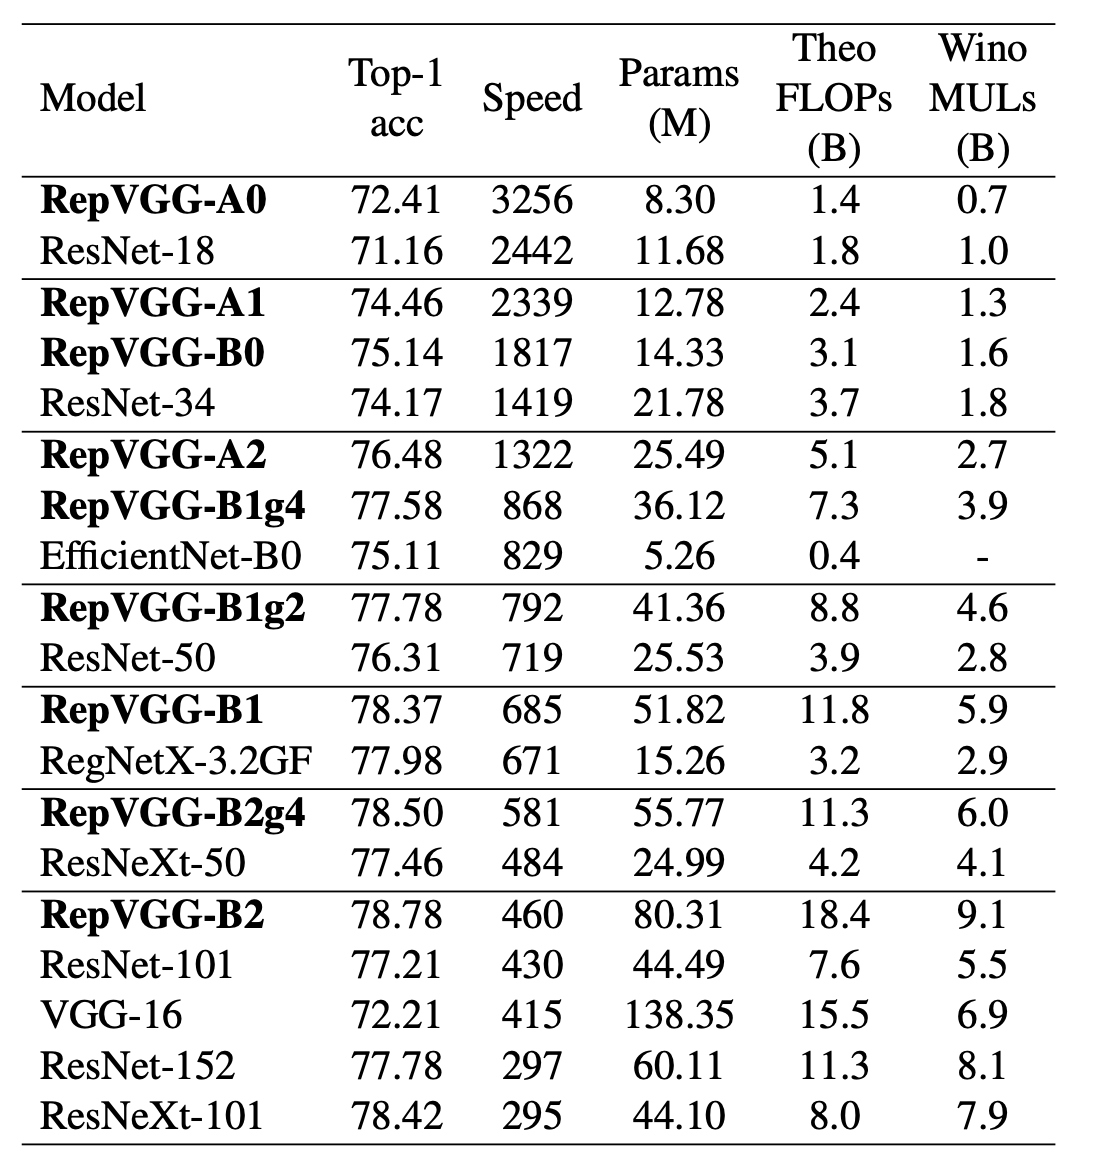 Model Top-1 acc Speed Params (M) Theo FLOPs (B) Wino MULs (B)
RepVGG-A0 72.41 3256 8.30 1.4 0.7
ResNet-18 71.16 2442 11.68 1.8 1.0
RepVGG-A1 74.46 2339 12.78 2.4 1.3
RepVGG-B0 75.14 1817 14.33 3.1 1.6
ResNet-34 74.17 1419 21.78 3.7 1.8
RepVGG-A2 76.48 1322 25.49 5.1 2.7
RepVGG-B1g4 77.58 868 36.12 7.3 3.9
EfficientNet-B0 75.11 829 5.26 0.4 -
RepVGG-B1g2 77.78 792 41.36 8.8 4.6
ResNet-50 76.31 719 25.53 3.9 2.8
RepVGG-B1 78.37 685 51.82 11.8 5.9
RegNetX-3.2GF 77.98 671 15.26 3.2 2.9
RepVGG-B2g4 78.50 581 55.77 11.3 6.0
ResNeXt-50 77.46 484 24.99 4.2 4.1
RepVGG-B2 78.78 460 80.31 18.4 9.1
ResNet-101 77.21 430 44.49 7.6 5.5
VGG-16 72.21 415 138.35 15.5 6.9
ResNet-152 77.78 297 60.11 11.3 8.1
ResNeXt-101 78.42 295 44.10 8.0 7.9